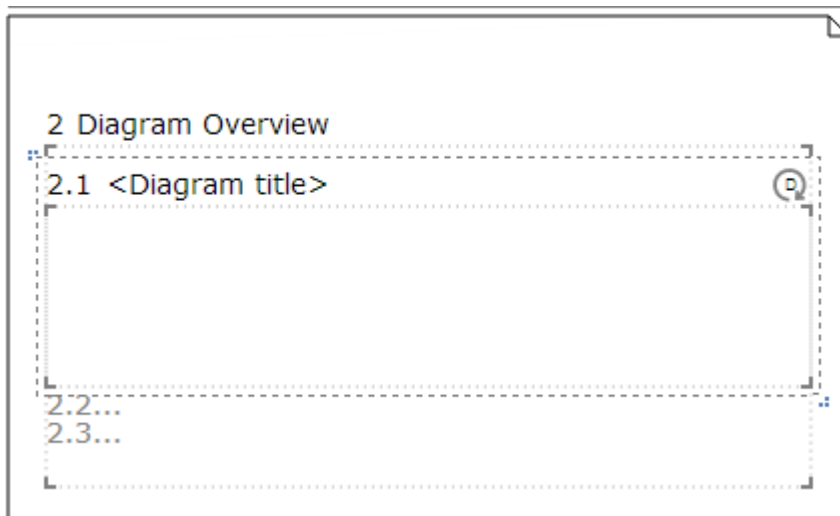 2 Diagram Overview
2.1 <Diagram title>
D
2.2...
2.3...